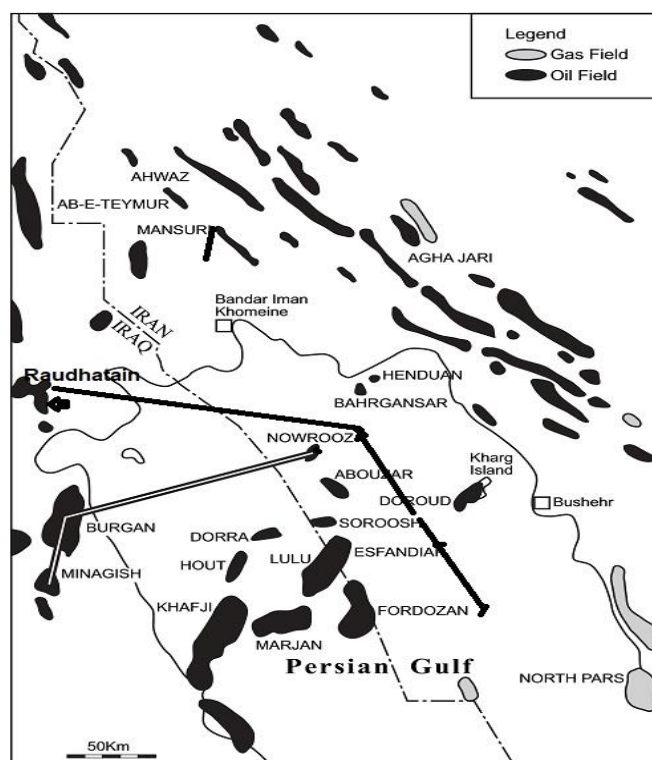 Legend
Gas Field
Oil Field
AHWAZ
AB-E-TEYMUR
MANSURI
AGHA JARI
Bandar Iman
Khomeine
IRAN
IRAQ
Raudhatain
HENDUAN
BAHRGANSAR
NOWROOZ
Kharg
Island
ABOUZAR
DOROUD
Bushehr
BURGAN
SOROOSH
DORRA
ESFANDIAR
HOUT
LULU
MINAGISH
KHAFJI
FORDOZAN
MARJAN
Persian Gulf
NORTH PARS
50Km